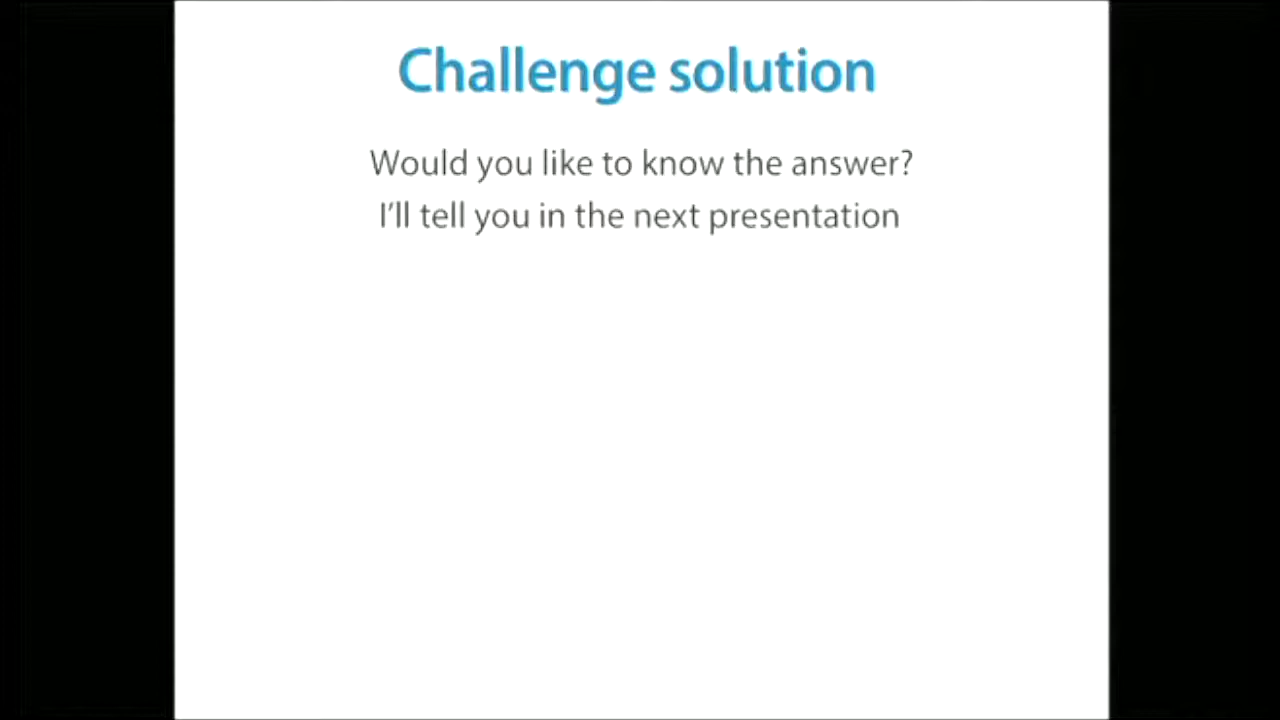 Challenge solution
Would you like to know the answer?
I'll tell you in the next presentation